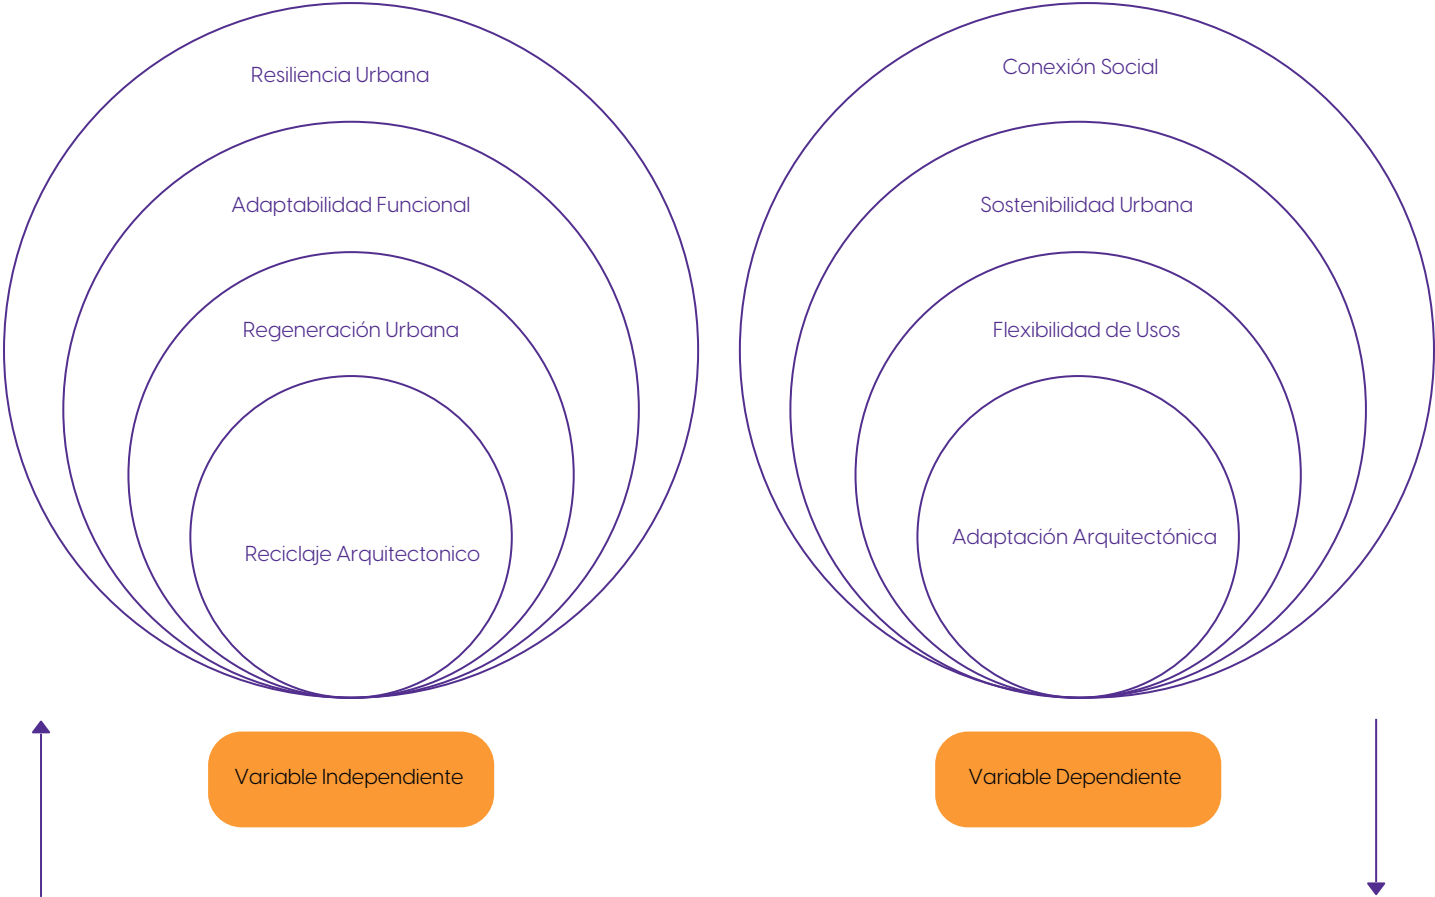 Resiliencia Urbana
Adaptabilidad Funcional
Regeneración Urbana
Reciclaje Arquitectonico
Variable Independiente
Conexión Social
Sostenibilidad Urbana
Flexibilidad de Usos
Adaptación Arquitectónica
Variable Dependiente